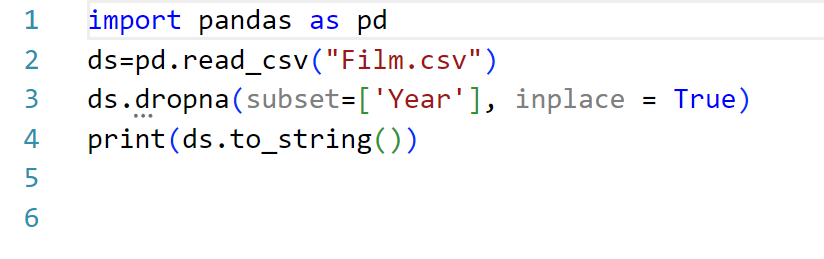 1 import pandas as pd
2 ds=pd.read_csv("Film.csv")
3 ds.dropna(subset=['Year'], inplace = True)
4 print(ds.to_string())
5
6